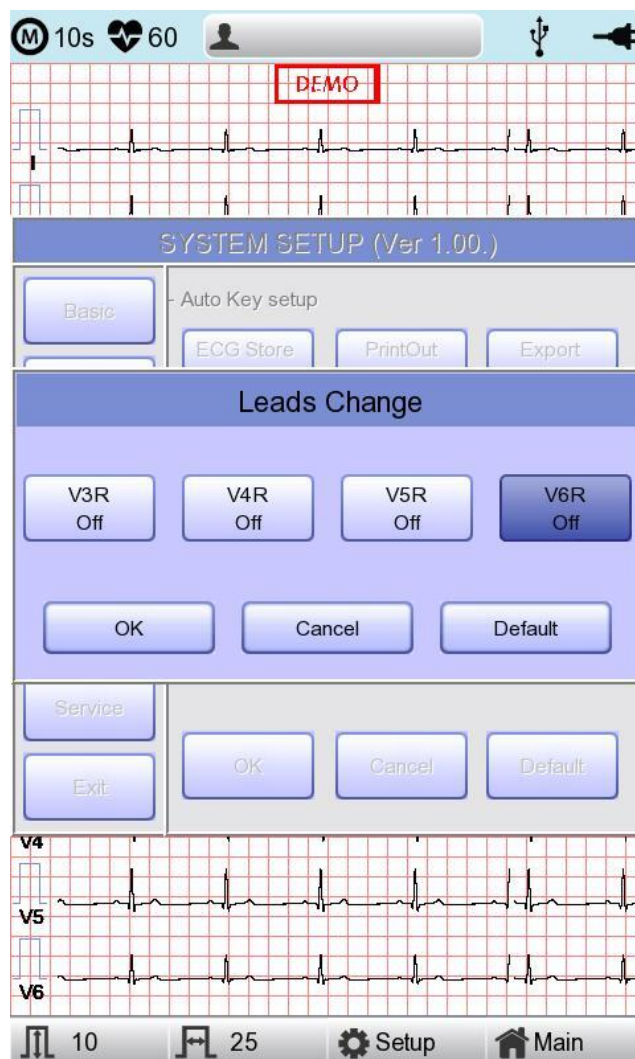 M 10s 60
DEMO
I
SYSTEM SETUP (Ver 1.00.)
Basic
- Auto Key setup
ECG Store PrintOut Export
Leads Change
V3R V4R V5R V6R
Off Off Off Off
OK Cancel Default
Service
OK Cancel Default
Exit
V4
V5
V6
10 25 Setup Main